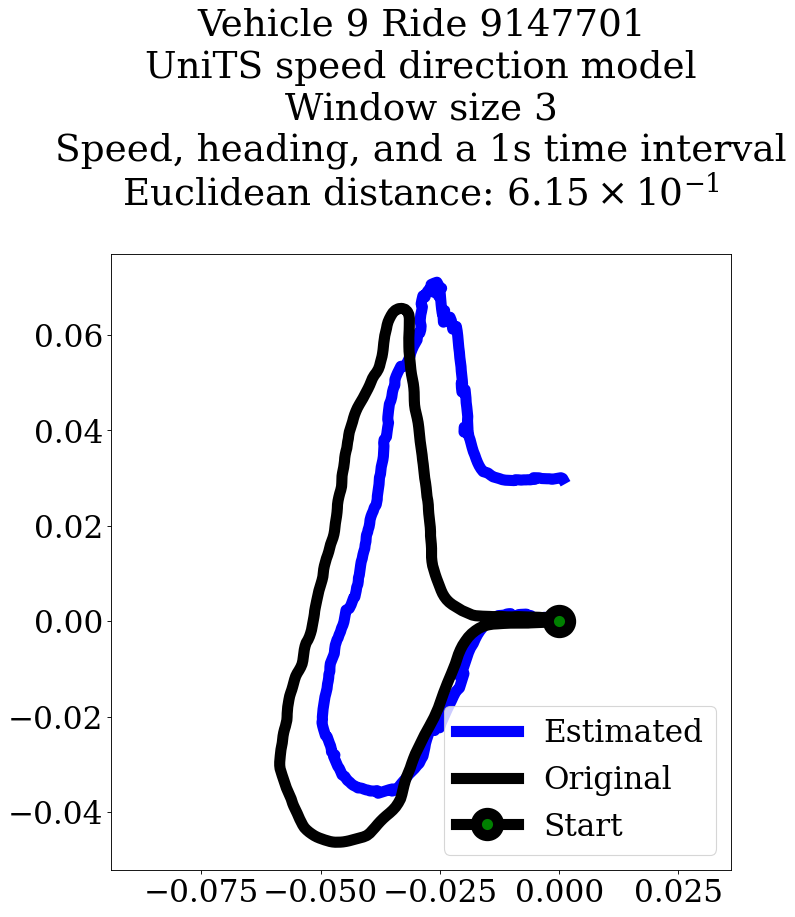 Vehicle 9 Ride 9147701
UniTS speed direction model
Window size 3
Speed, heading, and a 1s time interval
Euclidean distance: 6.15 × 10⁻¹
0.06
0.04
0.02
0.00
−0.02
−0.04
Estimated
Original
Start
−0.075 −0.050 −0.025 0.000 0.025